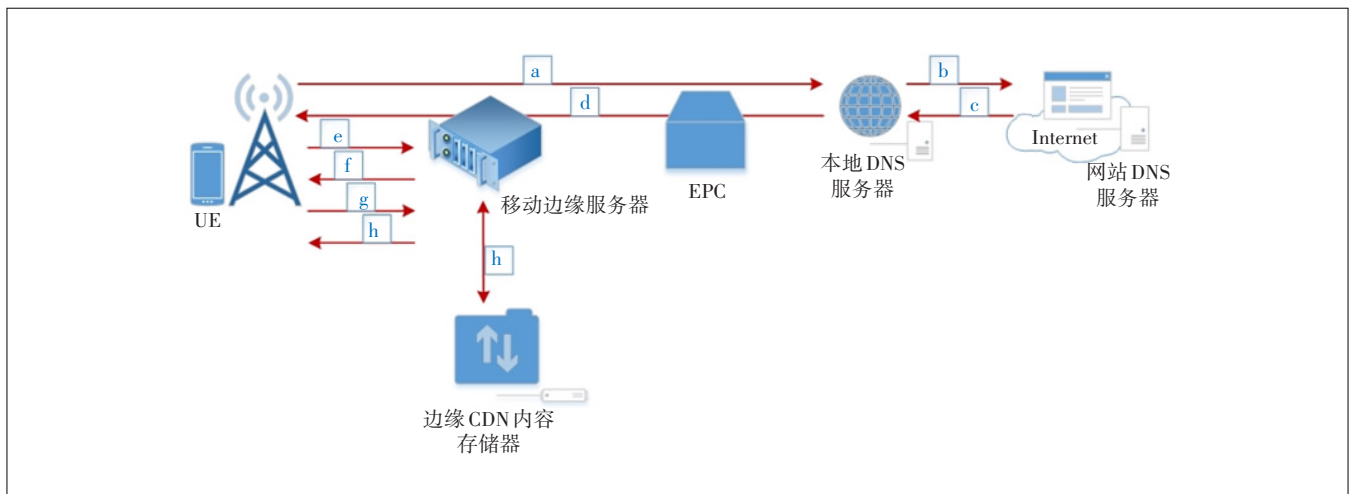 a
b
d
c
e
Internet
f
本地DNS
服务器
网站DNS
服务器
EPC
移动边缘服务器
g
UE
h
h
边缘CDN内容
存储器